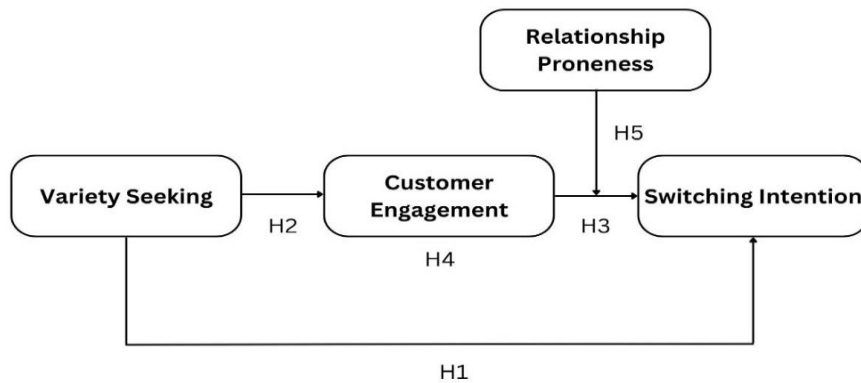 Relationship
Proneness
H5
Variety Seeking
Customer
Engagement
Switching Intention
H2
H3
H4
H1